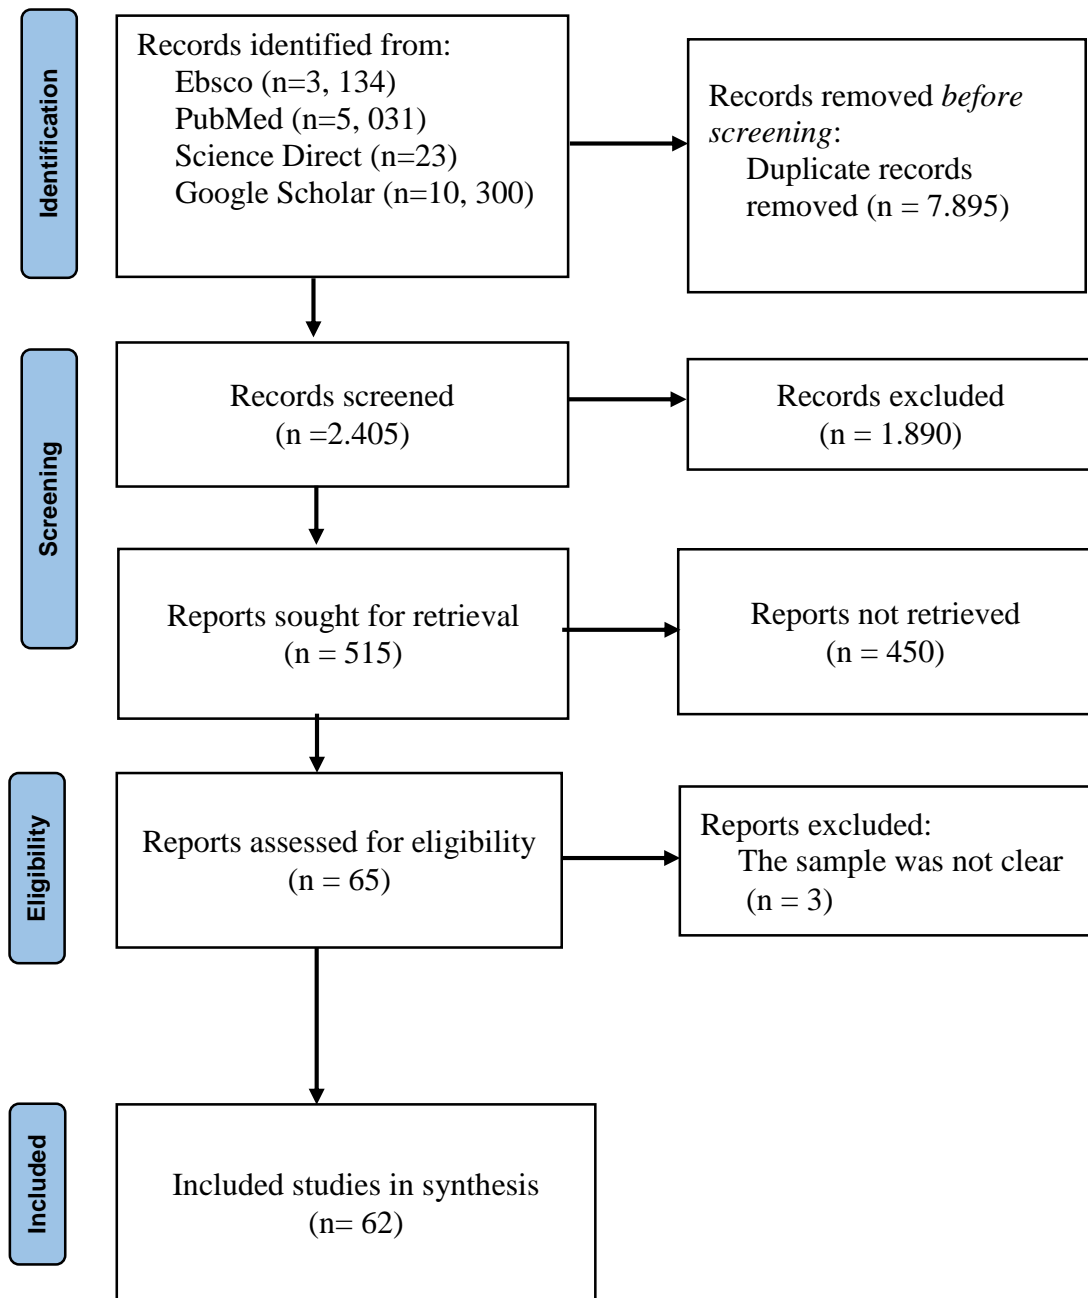 Identification
Records identified from:
Ebsco (n=3, 134)
PubMed (n=5, 031)
Science Direct (n=23)
Google Scholar (n=10, 300)
Records removed before
screening:
Duplicate records
removed (n = 7.895)
Screening
Records screened
(n =2.405)
Records excluded
(n = 1.890)
Reports sought for retrieval
(n = 515)
Reports not retrieved
(n = 450)
Eligibility
Reports assessed for eligibility
(n = 65)
Reports excluded:
The sample was not clear
(n = 3)
Included
Included studies in synthesis
(n= 62)